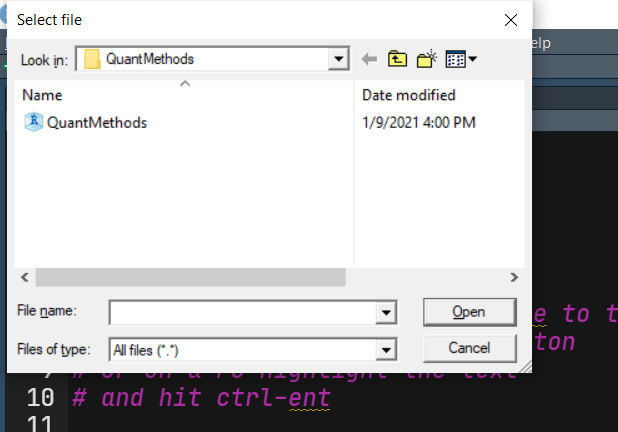 Select file
elp
Look in: QuantMethods
Name Date modified
QuantMethods 1/9/2021 4:00 PM
File name: Open
e to t
Files of type: All files (*.*) Cancel
ton
10 # and hit ctrl-ent
11